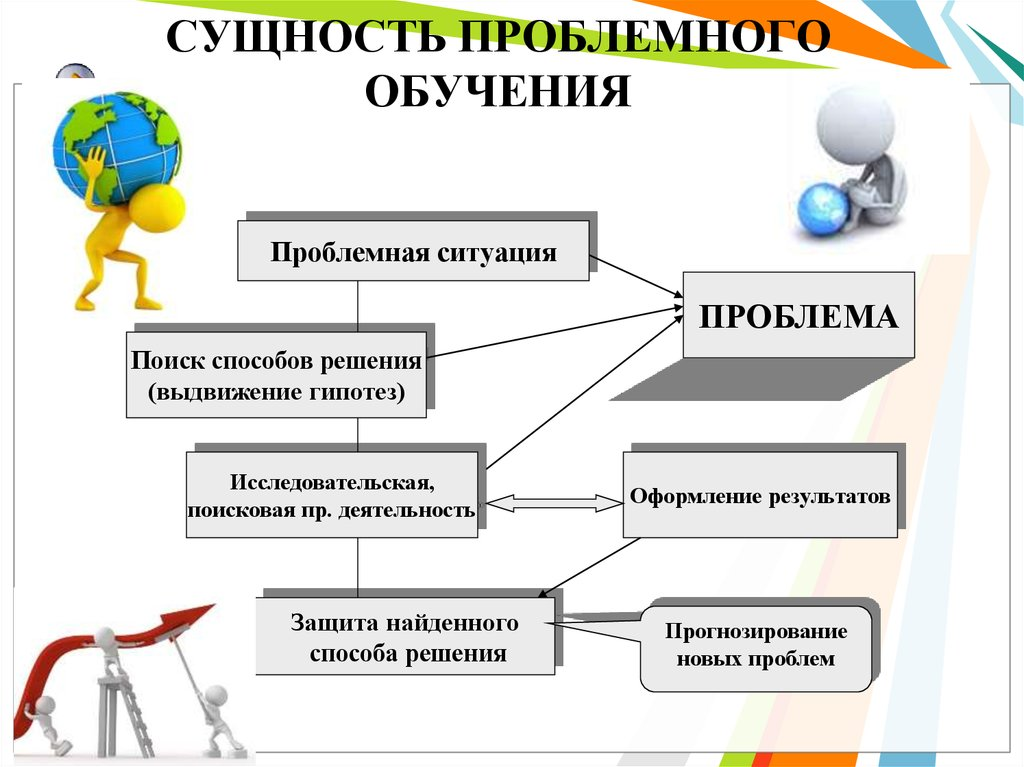 СУЩНОСТЬ ПРОБЛЕМНОГО
ОБУЧЕНИЯ
Проблемная ситуация
ПРОБЛЕМА
Поиск способов решения
(выдвижение гипотез)
Исследовательская,
поисковая пр. деятельность
Оформление результатов
Защита найденного
способа решения
Прогнозирование
новых проблем